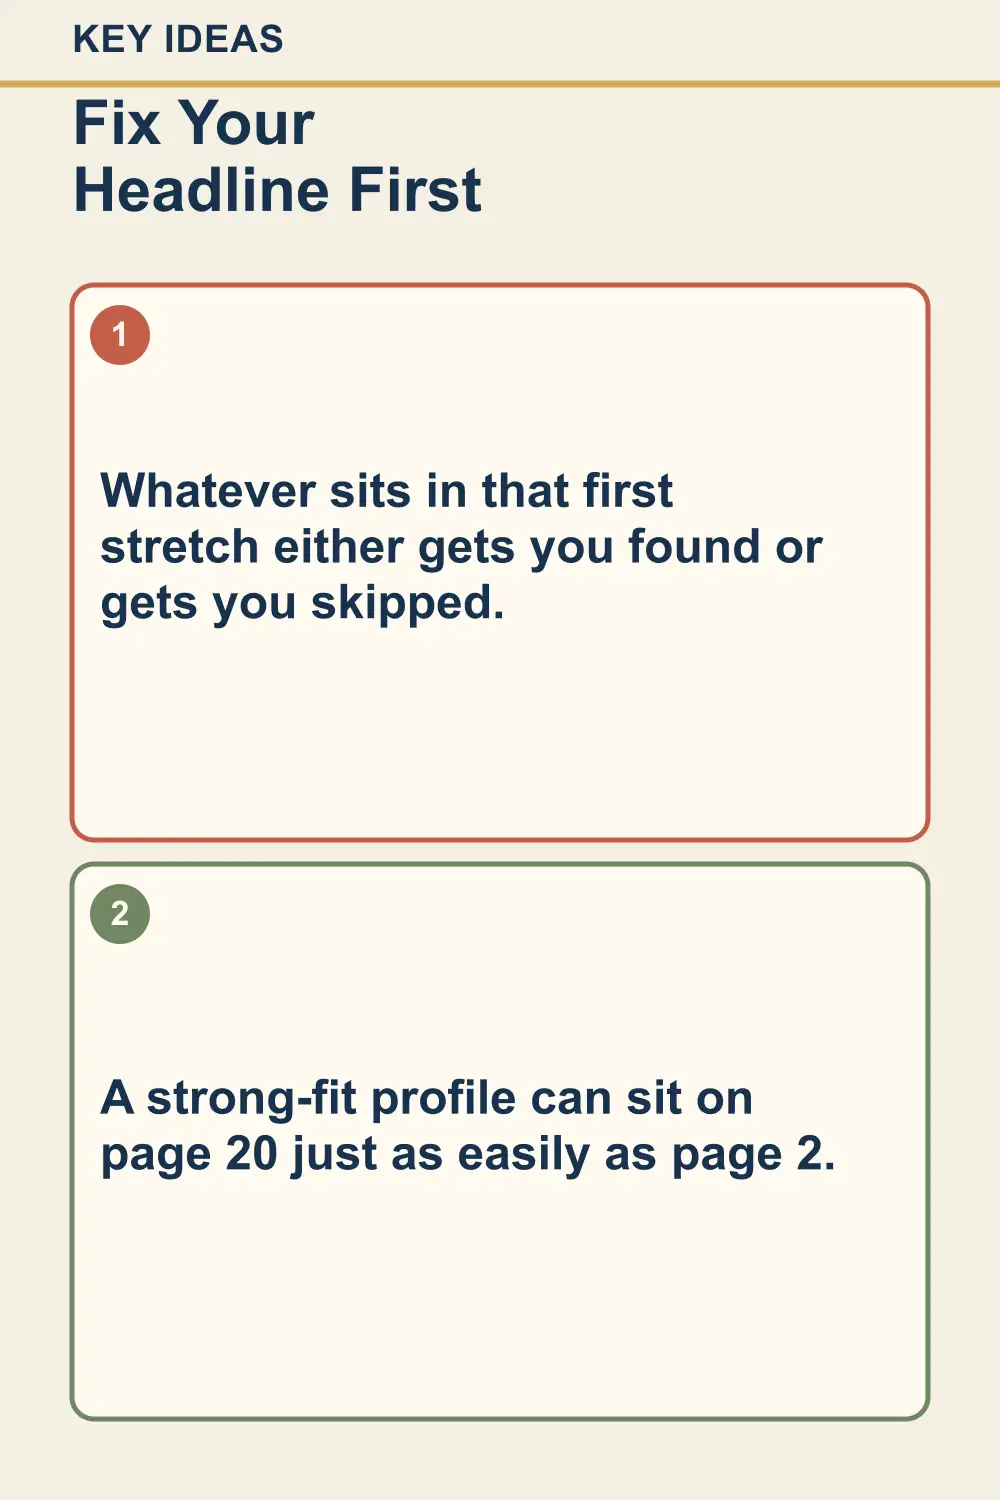 KEY IDEAS
Fix Your
Headline First
1
Whatever sits in that first
stretch either gets you found or
gets you skipped.
2
A strong-fit profile can sit on
page 20 just as easily as page 2.